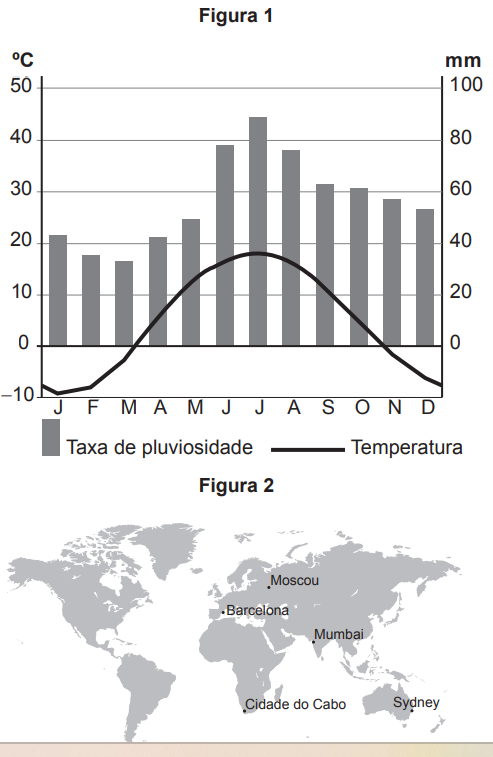 Figura 1
ºC mm
50 100
40 80
30 60
20 40
10 20
0 0
–10
J F M A M J J A S O N D
Taxa de pluviosidade Temperatura
Figura 2
Moscou
Barcelona
Mumbai
Cidade do Cabo Sydney